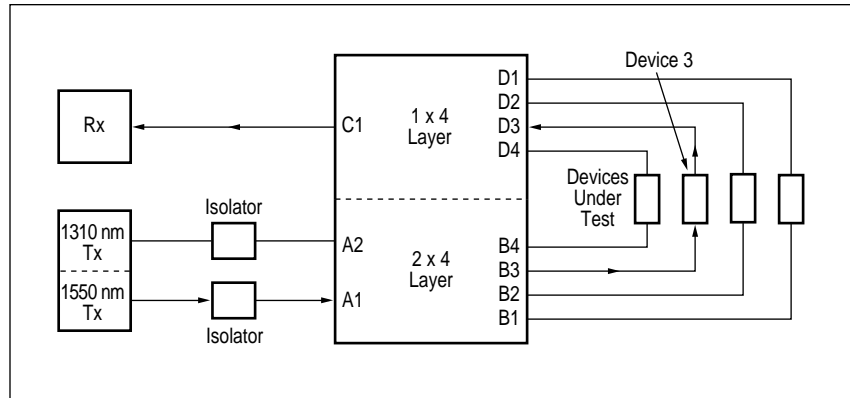 Device 3
D1
D2
Rx
C1
1 x 4
Layer
D3
D4
Devices
Under
Test
Isolator
1310 nm
Tx
A2
2 x 4
Layer
B4
B3
1550 nm
Tx
A1
B2
B1
Isolator